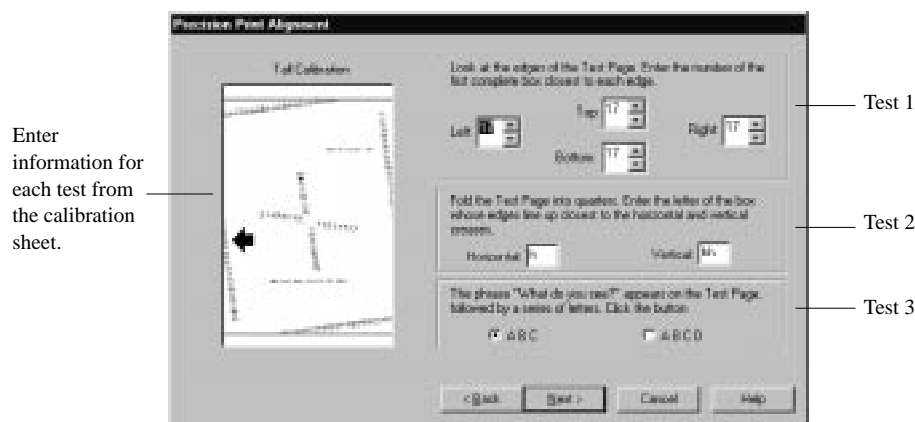 Precision Print Alignment
Tall Calibration
Look at the edges of the Test Page. Enter the number of the
first complete box closest to each edge.
Top: 17
Left:
Right: 17
Bottom: 17
Fold the Test Page into quarters. Enter the letter of the box
whose edges line up closest to the horizontal and vertical
creases.
Horizontal: h
Vertical:
The phrase "What do you see?" appears on the Test Page,
followed by a series of letters. Click the button
A B C
A B C D
< Back
Next >
Cancel
Help
Enter
information for
each test from
the calibration
sheet.
Test 1
Test 2
Test 3